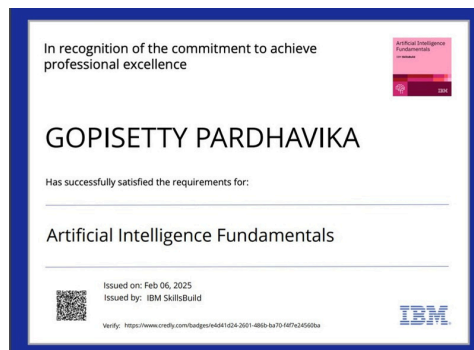 In recognition of the commitment to achieve
professional excellence
Artificial Intelligence
Fundamentals
IBM SkillsBuild
IBM
GOPISETTY PARDHAVIKA
Has successfully satisfied the requirements for:
Artificial Intelligence Fundamentals
Issued on: Feb 06, 2025
Issued by: IBM SkillsBuild
Verify: https://www.credly.com/badges/e4d41d24-2601-486b-ba70-f4f7e24560ba
IBM